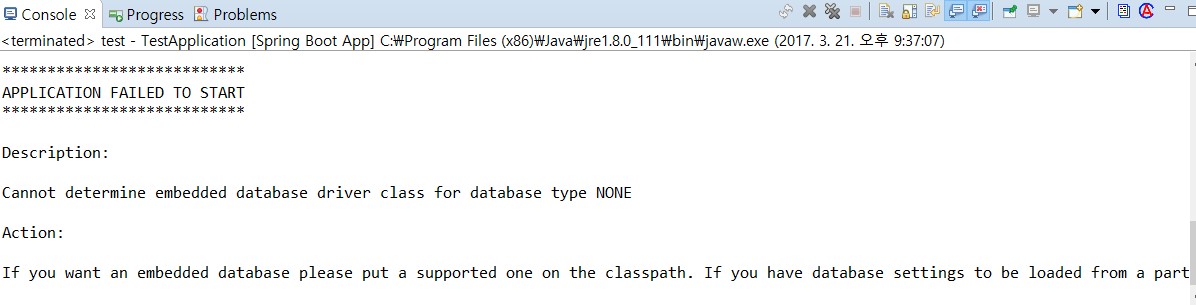 Console Progress Problems
<terminated> test - TestApplication [Spring Boot App] C:₩Program Files (x86)₩Java₩jre1.8.0_111₩bin₩javaw.exe (2017. 3. 21. 오후 9:37:07)
***************************
APPLICATION FAILED TO START
***************************
Description:
Cannot determine embedded database driver class for database type NONE
Action:
If you want an embedded database please put a supported one on the classpath. If you have database settings to be loaded from a part